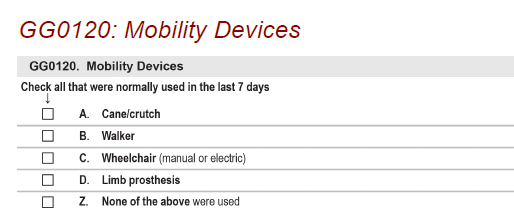 GG0120: Mobility Devices
GG0120. Mobility Devices
Check all that were normally used in the last 7 days
A. Cane/crutch
B. Walker
C. Wheelchair (manual or electric)
D. Limb prosthesis
Z. None of the above were used